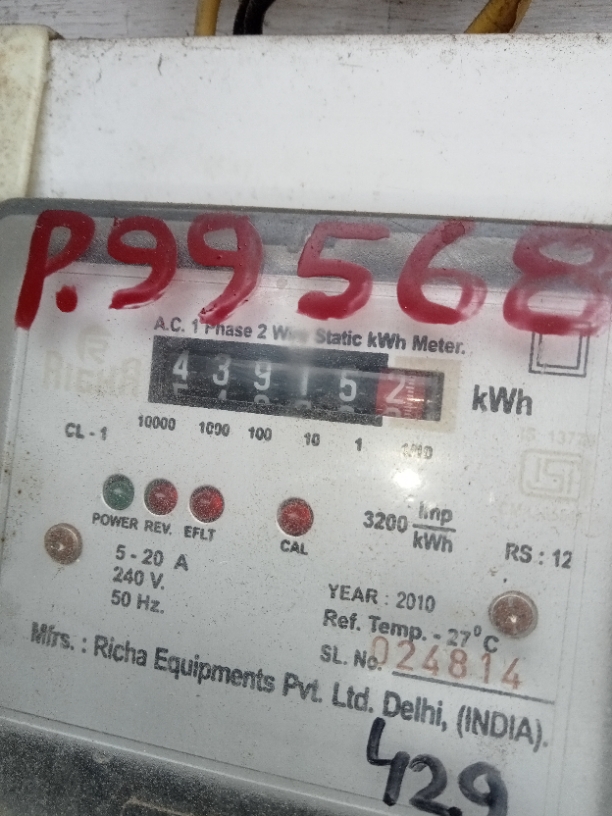 P.99568
A.C. 1 Phase 2 Wire Static kWh Meter.
4 3 9 1 5 2 kWh
CL - 1 10000 1000 100 10 1 1/10
POWER REV. EFLT CAL
3200 Imp/kWh
RS : 12
5 - 20 A
240 V.
50 Hz.
YEAR : 2010
Ref. Temp. - 27°C
SL. No. 024814
Mfrs. : Richa Equipments Pvt. Ltd. Delhi, (INDIA).
429